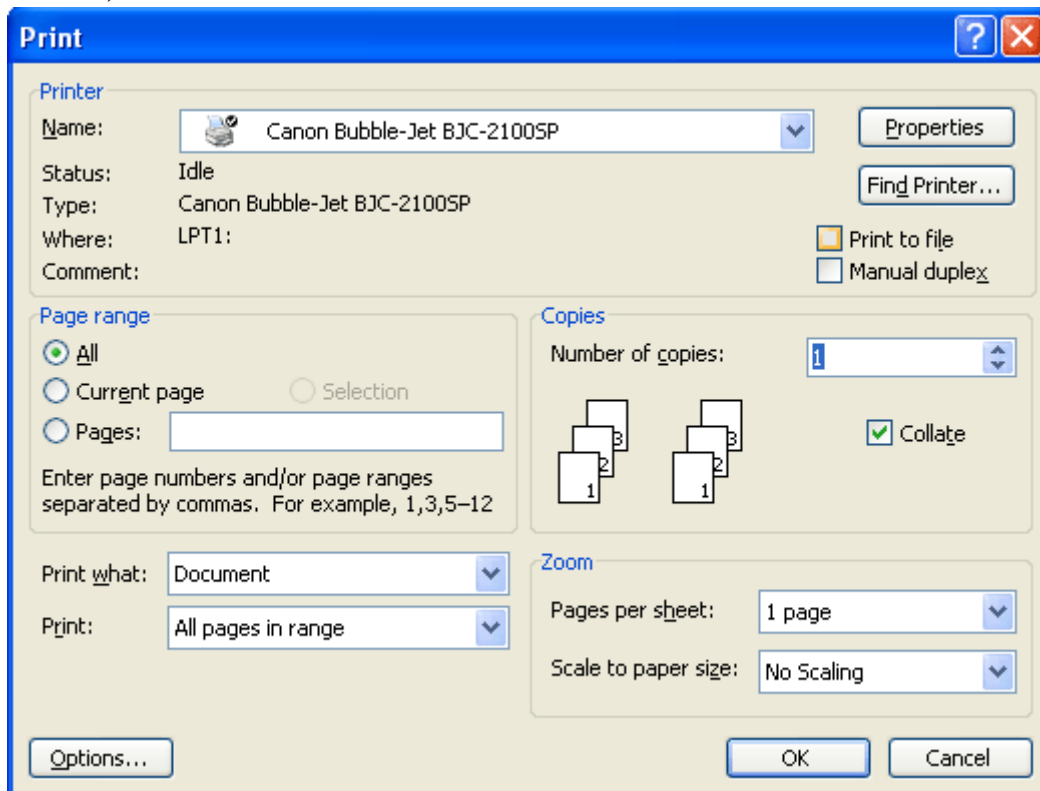 Print
Printer
Name: Canon Bubble-Jet BJC-2100SP Properties
Status: Idle
Find Printer...
Type: Canon Bubble-Jet BJC-2100SP
Where: LPT1: Print to file
Comment: Manual duplex
Page range
All
Current page Selection
Pages:
Enter page numbers and/or page ranges
separated by commas. For example, 1,3,5–12
Copies
Number of copies: 1
3 3
2 2
1 1
Collate
Print what: Document
Print: All pages in range
Zoom
Pages per sheet: 1 page
Scale to paper size: No Scaling
Options... OK Cancel